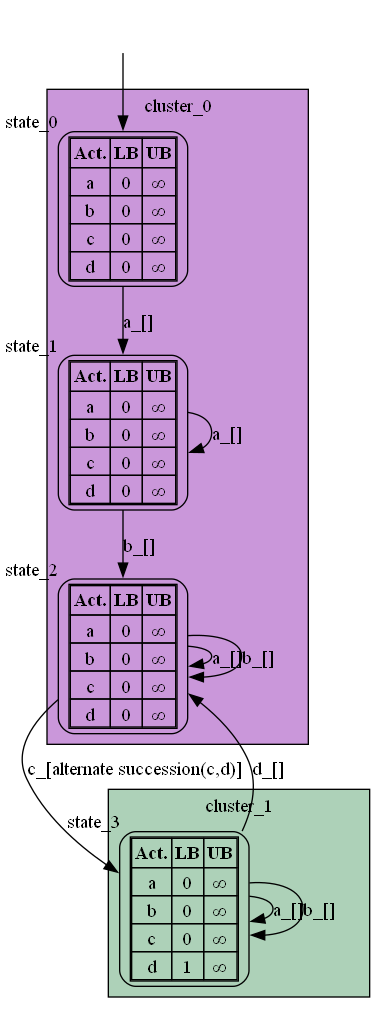 cluster_0
state_0
Act. LB UB
a 0 ∞
b 0 ∞
c 0 ∞
d 0 ∞
a_[]
state_1
Act. LB UB
a 0 ∞
b 0 ∞
c 0 ∞
d 0 ∞
a_[]
b_[]
state_2
Act. LB UB
a 0 ∞
b 0 ∞
c 0 ∞
d 0 ∞
a_[] b_[]
c_[alternate succession(c,d)] d_[]
cluster_1
state_3
Act. LB UB
a 0 ∞
b 0 ∞
c 0 ∞
d 1 ∞
a_[] b_[]